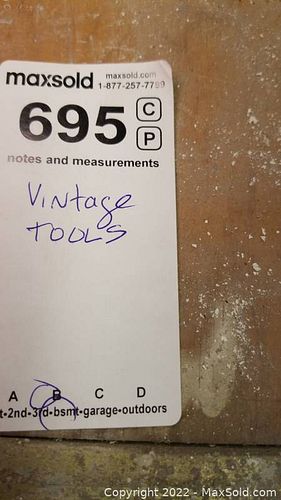 maxsold maxsold.com
1-877-257-7799
695 C
P
notes and measurements
Vintage
TOOLS
A B C D
t-2nd-3rd-bsmt-garage-outdoors
Copyright 2022 - MaxSold.com